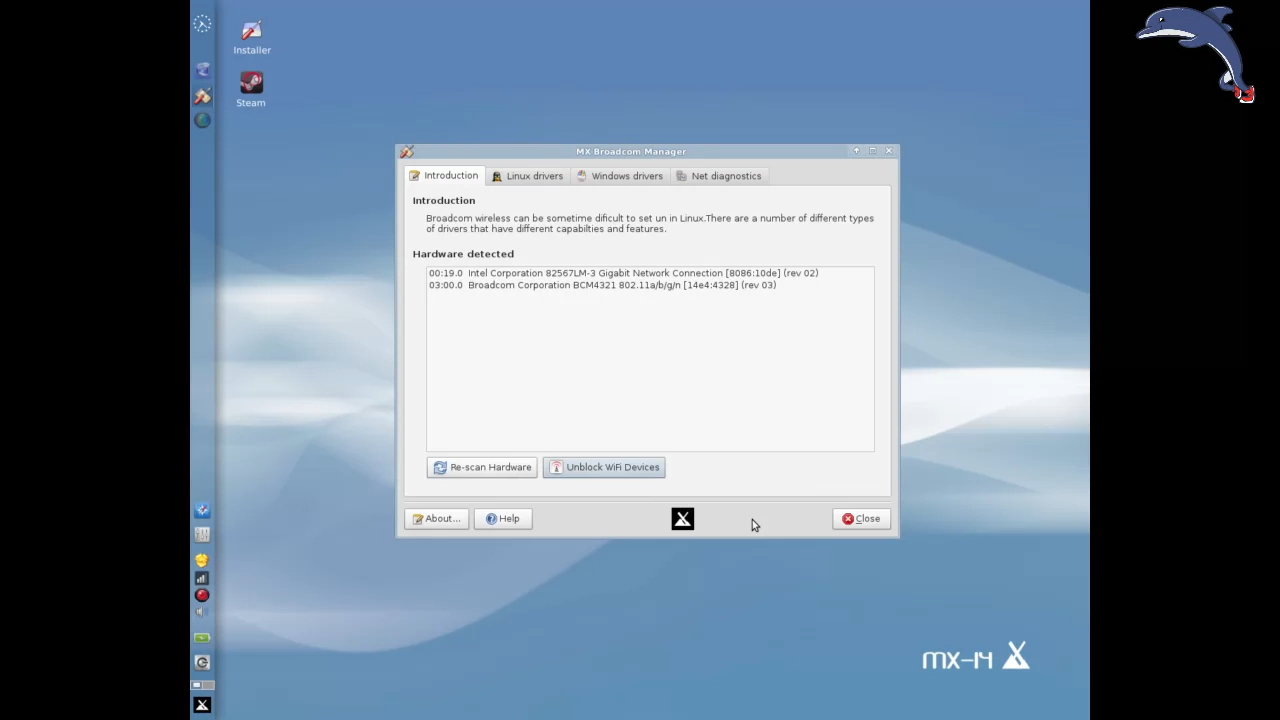 Installer
Steam
MX Broadcom Manager
Introduction
Linux drivers
Windows drivers
Net diagnostics
Introduction
Broadcom wireless can be sometime dificult to set un in Linux.There are a number of different types
of drivers that have different capabilties and features.
Hardware detected
00:19.0 Intel Corporation 82567LM-3 Gigabit Network Connection [8086:10de] (rev 02)
03:00.0 Broadcom Corporation BCM4321 802.11a/b/g/n [14e4:4328] (rev 03)
Re-scan Hardware
Unblock WiFi Devices
About...
Help
Close
mx-14